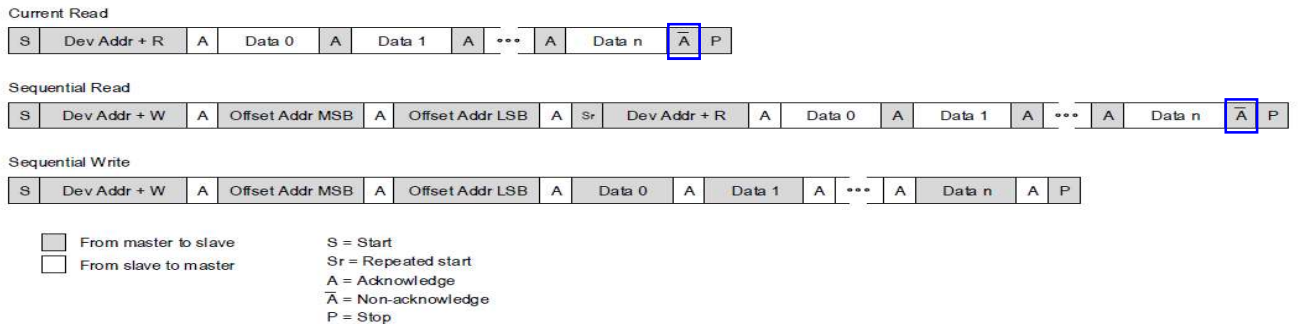 Current Read
S Dev Addr + R A Data 0 A Data 1 A ∘∘∘ A Data n A̅ P
Sequential Read
S Dev Addr + W A Offset Addr MSB A Offset Addr LSB A Sr Dev Addr + R A Data 0 A Data 1 A ∘∘∘ A Data n A̅ P
Sequential Write
S Dev Addr + W A Offset Addr MSB A Offset Addr LSB A Data 0 A Data 1 A ∘∘∘ A Data n A P
From master to slave
From slave to master
S = Start
Sr = Repeated start
A = Acknowledge
A̅ = Non-acknowledge
P = Stop